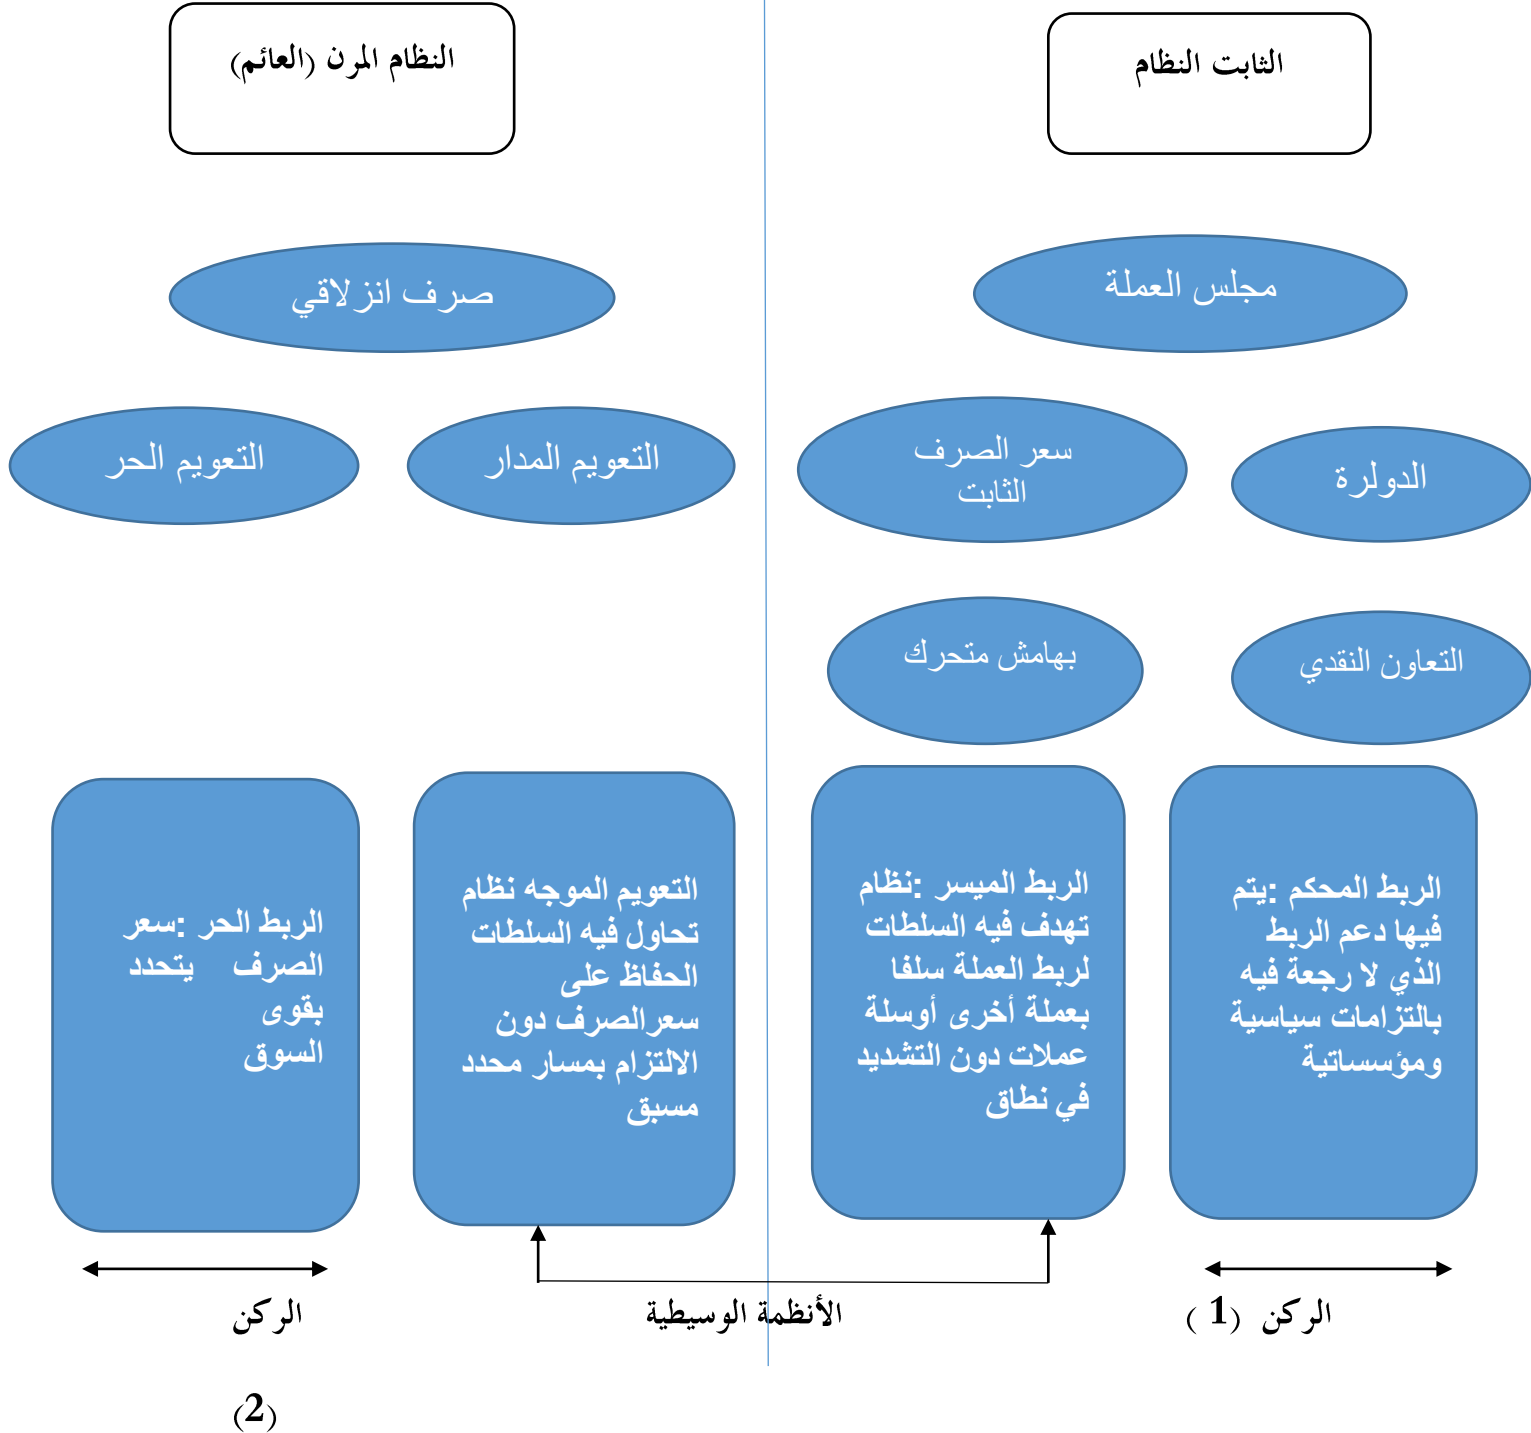 الثابت النظام
النظام المرن (العائم)
مجلس العملة
صرف انزلاقي
سعر الصرف
الثابت
الدولرة
التعويم المدار
التعويم الحر
بهامش متحرك
التعاون النقدي
الربط المحكم :يتم
فيها دعم الربط
الذي لا رجعة فيه
بالتزامات سياسية
ومؤسساتية
الربط الميسر :نظام
تهدف فيه السلطات
لربط العملة سلفا
بعملة أخرى أوسلة
عملات دون التشديد
في نطاق
التعويم الموجه نظام
تحاول فيه السلطات
الحفاظ على
سعرالصرف دون
الالتزام بمسار محدد
مسبق
الربط الحر :سعر
الصرف يتحدد
بقوى
السوق
الركن (1 )
الأنظمة الوسيطية
الركن
(2)